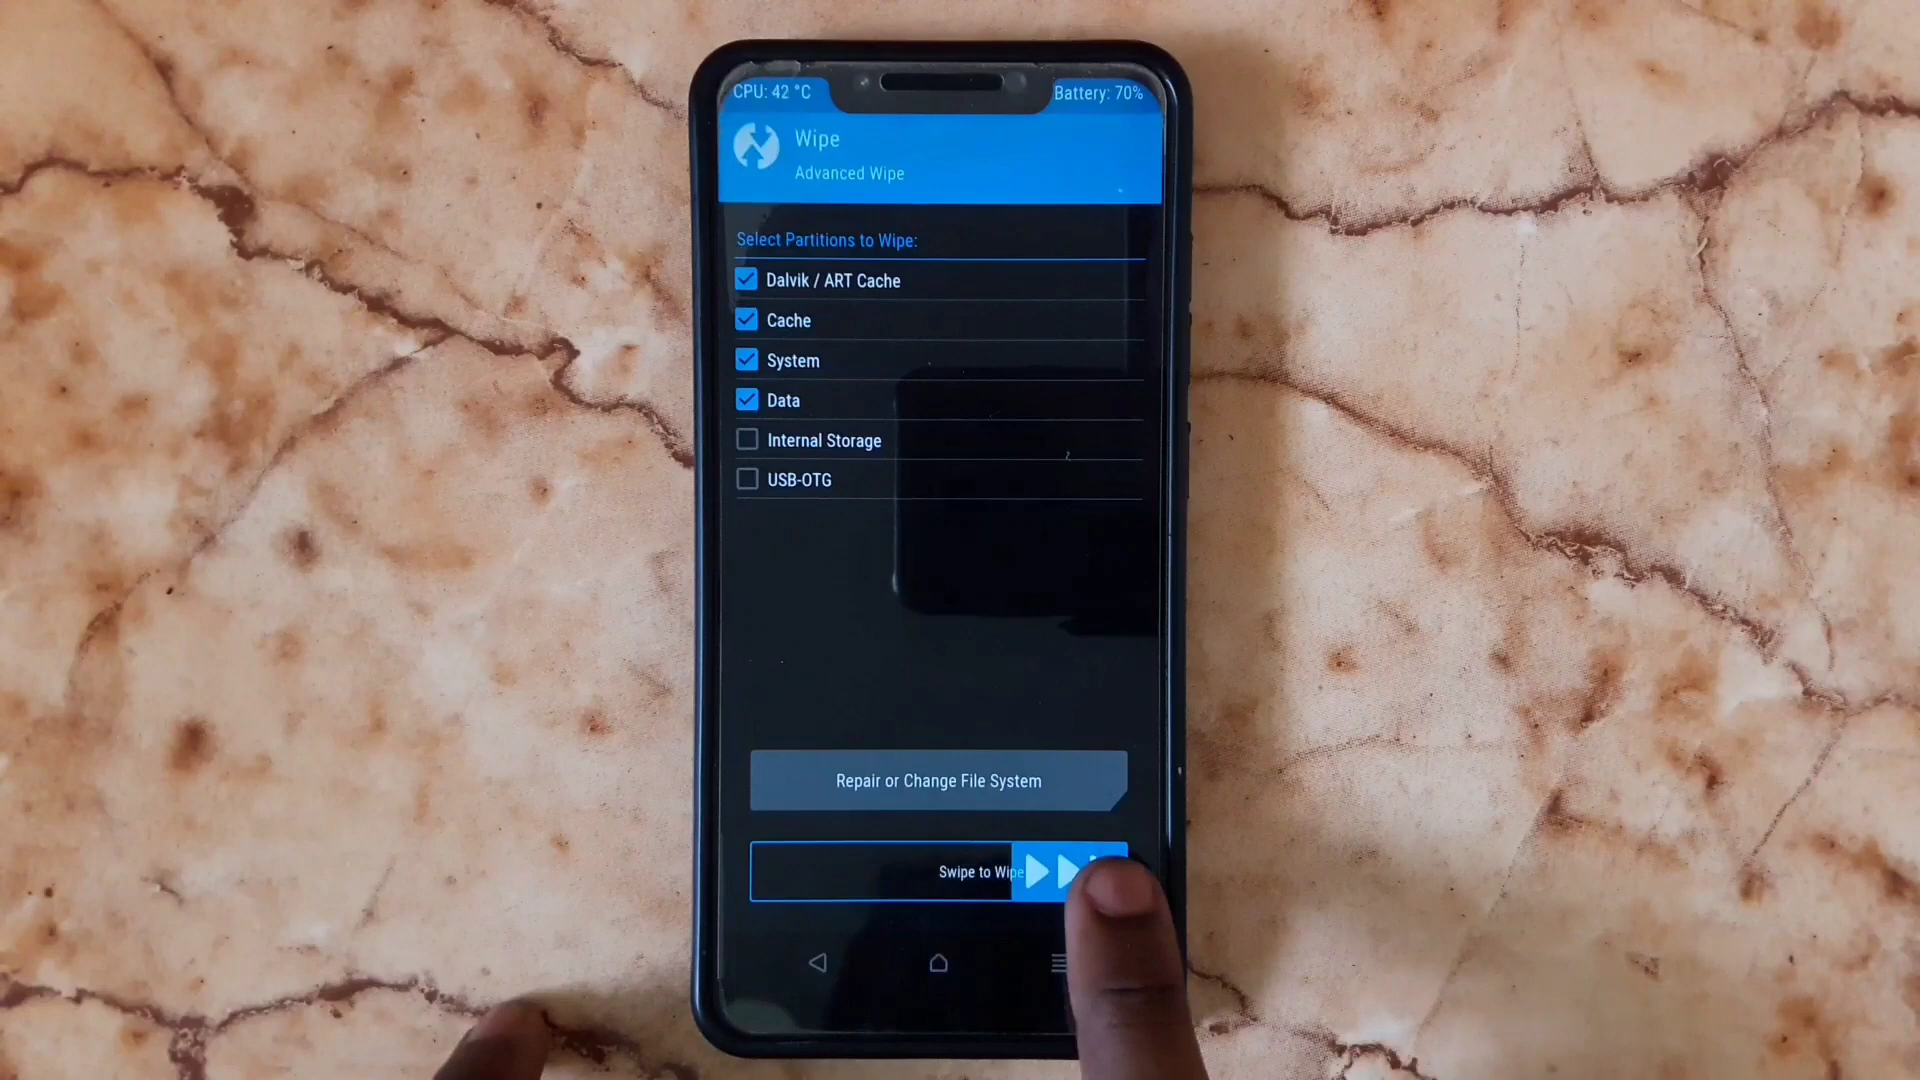 CPU: 42 °C
Battery: 70%
Wipe
Advanced Wipe
Select Partitions to Wipe:
Dalvik / ART Cache
Cache
System
Data
Internal Storage
USB-OTG
Repair or Change File System
Swipe to Wipe